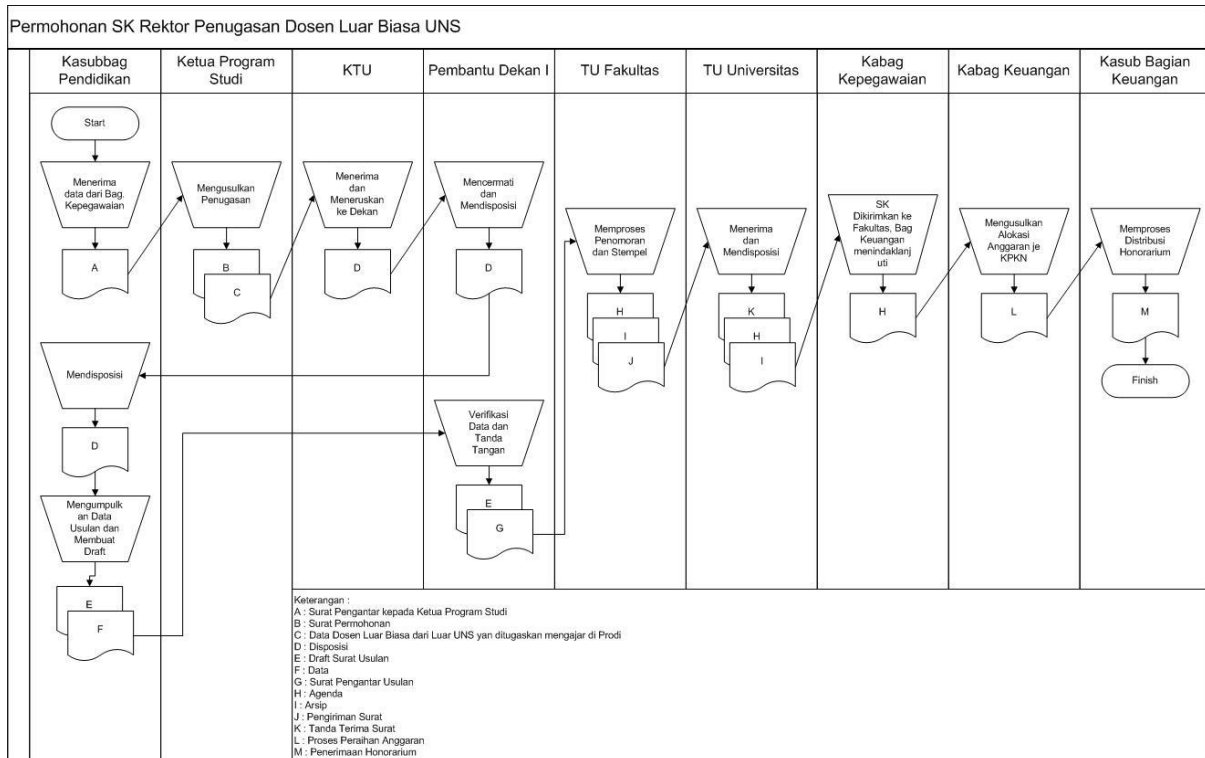 Permohonan SK Rektor Penugasan Dosen Luar Biasa UNS
Kasubbag
Pendidikan
Ketua Program
Studi
KTU
Pembantu Dekan I
TU Fakultas
TU Universitas
Kabag
Kepegawaian
Kabag Keuangan
Kasub Bagian
Keuangan
Start
Menerima
data dari Bag.
Kepegawaian
A
Mengusulkan
Penugasan
B
C
Menerima
dan
Meneruskan
ke Dekan
D
Mencermati
dan
Mendisposisi
D
Mendisposisi
D
Mengumpulk
an Data
Usulan dan
Membuat
Draft
E
F
Verifikasi
Data dan
Tanda
Tangan
E
G
Memproses
Penomoran
dan Stempel
H
I
J
Menerima
dan
Mendisposisi
K
H
I
SK
Dikirimkan ke
Fakultas, Bag
Keuangan
menindaklanj
uti
H
Mengusulkan
Alokasi
Anggaran je
KPKN
L
Memproses
Distribusi
Honorarium
M
Finish
Keterangan :
A : Surat Pengantar kepada Ketua Program Studi
B : Surat Permohonan
C : Data Dosen Luar Biasa dari Luar UNS yan ditugaskan mengajar di Prodi
D : Disposisi
E : Draft Surat Usulan
F : Data
G : Surat Pengantar Usulan
H : Agenda
I : Arsip
J : Pengiriman Surat
K : Tanda Terima Surat
L : Proses Peraihan Anggaran
M : Penerimaan Honorarium